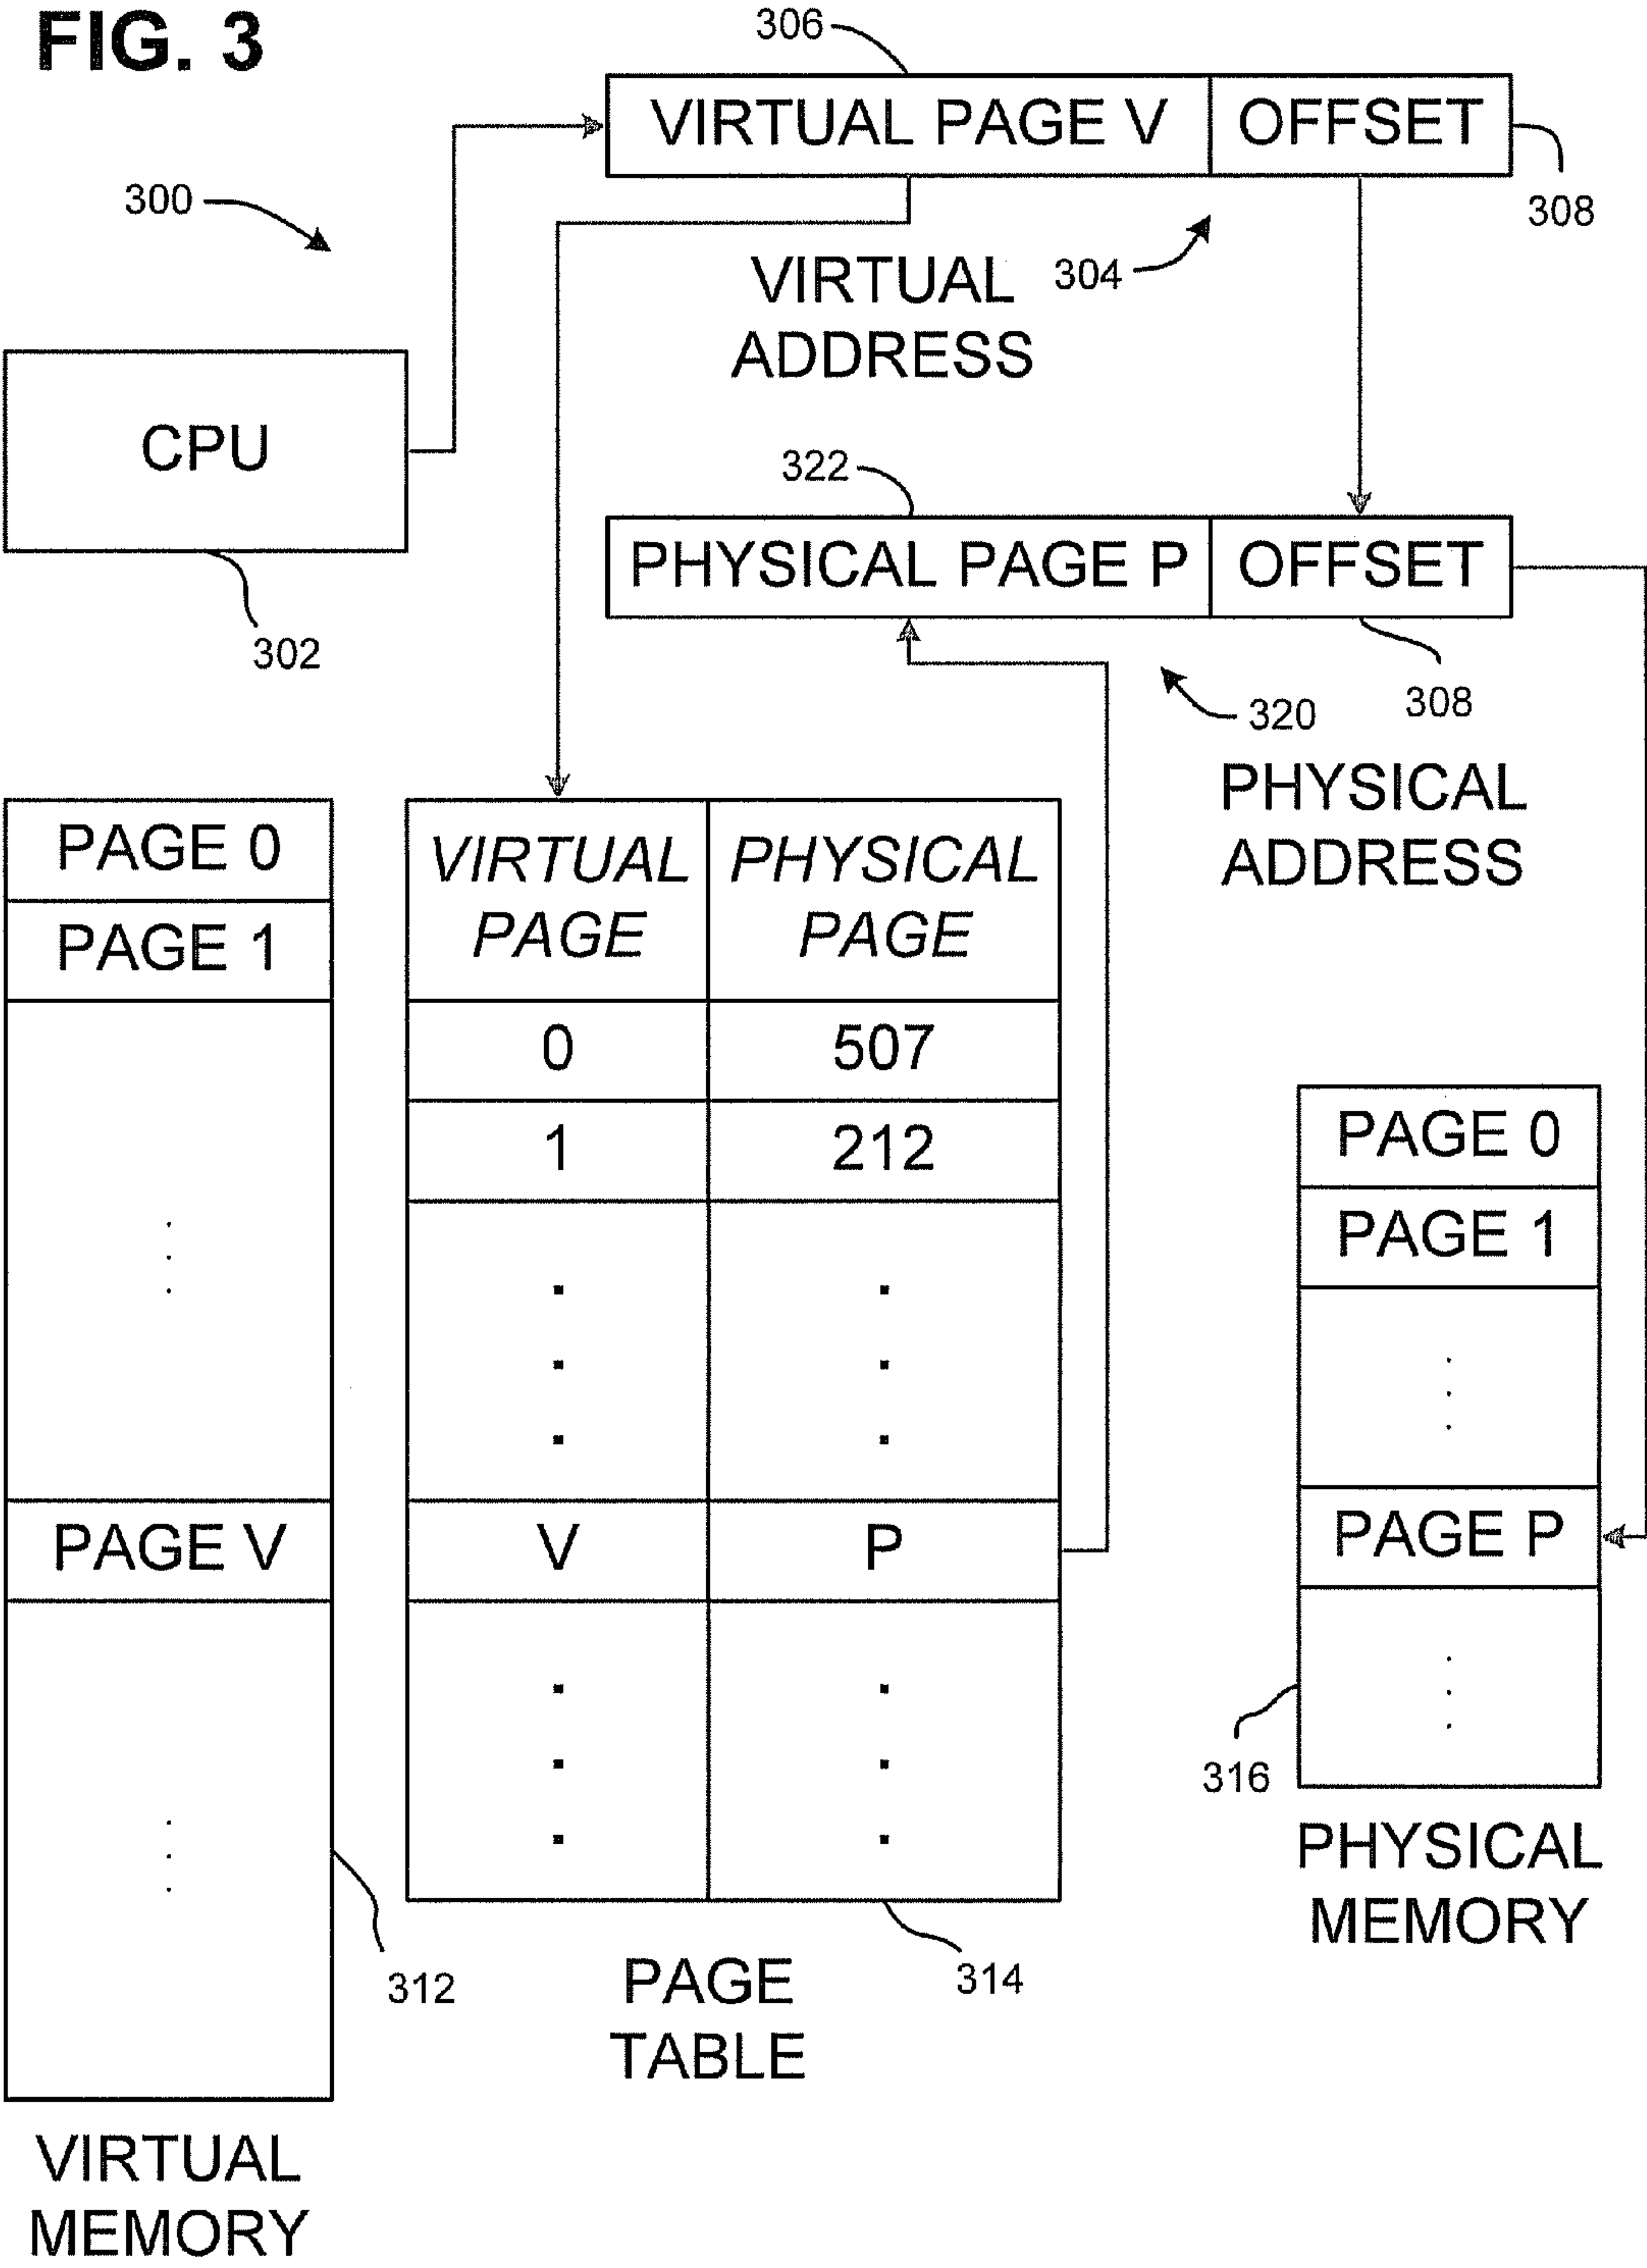 FIG. 3
306
VIRTUAL PAGE V OFFSET
300
308
304
VIRTUAL
ADDRESS
CPU
302
322
PHYSICAL PAGE P OFFSET
320
308
PHYSICAL
ADDRESS
PAGE 0
PAGE 1
PAGE V
312
VIRTUAL
MEMORY
VIRTUAL
PAGE
PHYSICAL
PAGE
0 507
1 212
V P
314
PAGE
TABLE
PAGE 0
PAGE 1
PAGE P
316
PHYSICAL
MEMORY